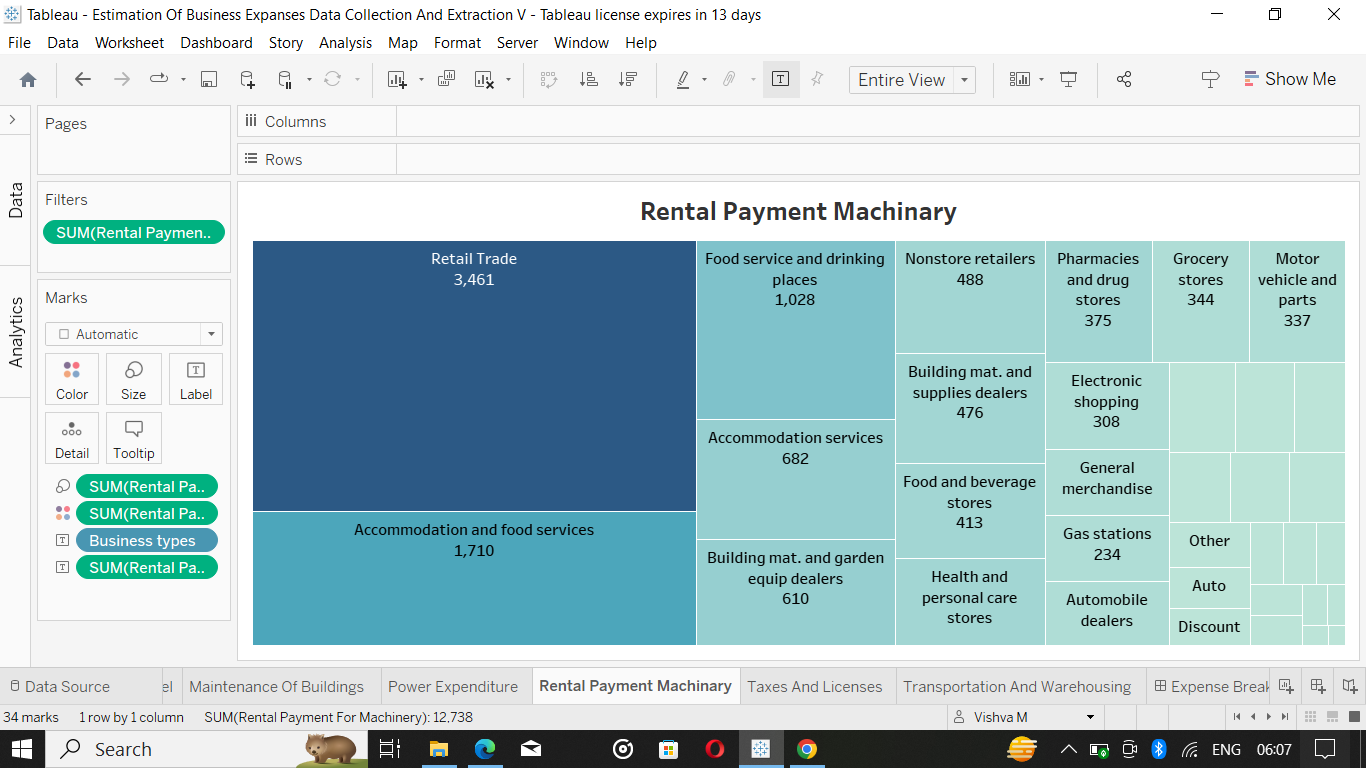 Tableau - Estimation Of Business Expanses Data Collection And Extraction V - Tableau license expires in 13 days
File Data Worksheet Dashboard Story Analysis Map Format Server Window Help
Entire View
Show Me
Data
Analytics
Pages
Filters
SUM(Rental Paymen..
Marks
Automatic
Color Size Label
Detail Tooltip
SUM(Rental Pa..
SUM(Rental Pa..
Business types
SUM(Rental Pa..
Columns
Rows
Rental Payment Machinary
Retail Trade
3,461
Accommodation and food services
1,710
Food service and drinking
places
1,028
Accommodation services
682
Building mat. and garden
equip dealers
610
Nonstore retailers
488
Building mat. and
supplies dealers
476
Food and beverage
stores
413
Health and
personal care
stores
Pharmacies
and drug
stores
375
Grocery
stores
344
Motor
vehicle and
parts
337
Electronic
shopping
308
General
merchandise
Gas stations
234
Automobile
dealers
Other
Auto
Discount
Data Source el Maintenance Of Buildings Power Expenditure Rental Payment Machinary Taxes And Licenses Transportation And Warehousing Expense Break
34 marks 1 row by 1 column SUM(Rental Payment For Machinery): 12,738 Vishva M
Search ENG 06:07